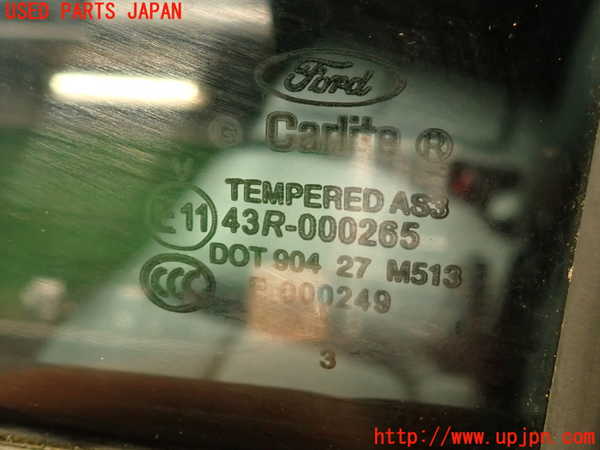 USED PARTS JAPAN
Ford
G Carlite ®
V
TEMPERED AS3
E11 43R-000265
DOT 904 27 M513
CCC E 000249
3
http://www.upjpn.com